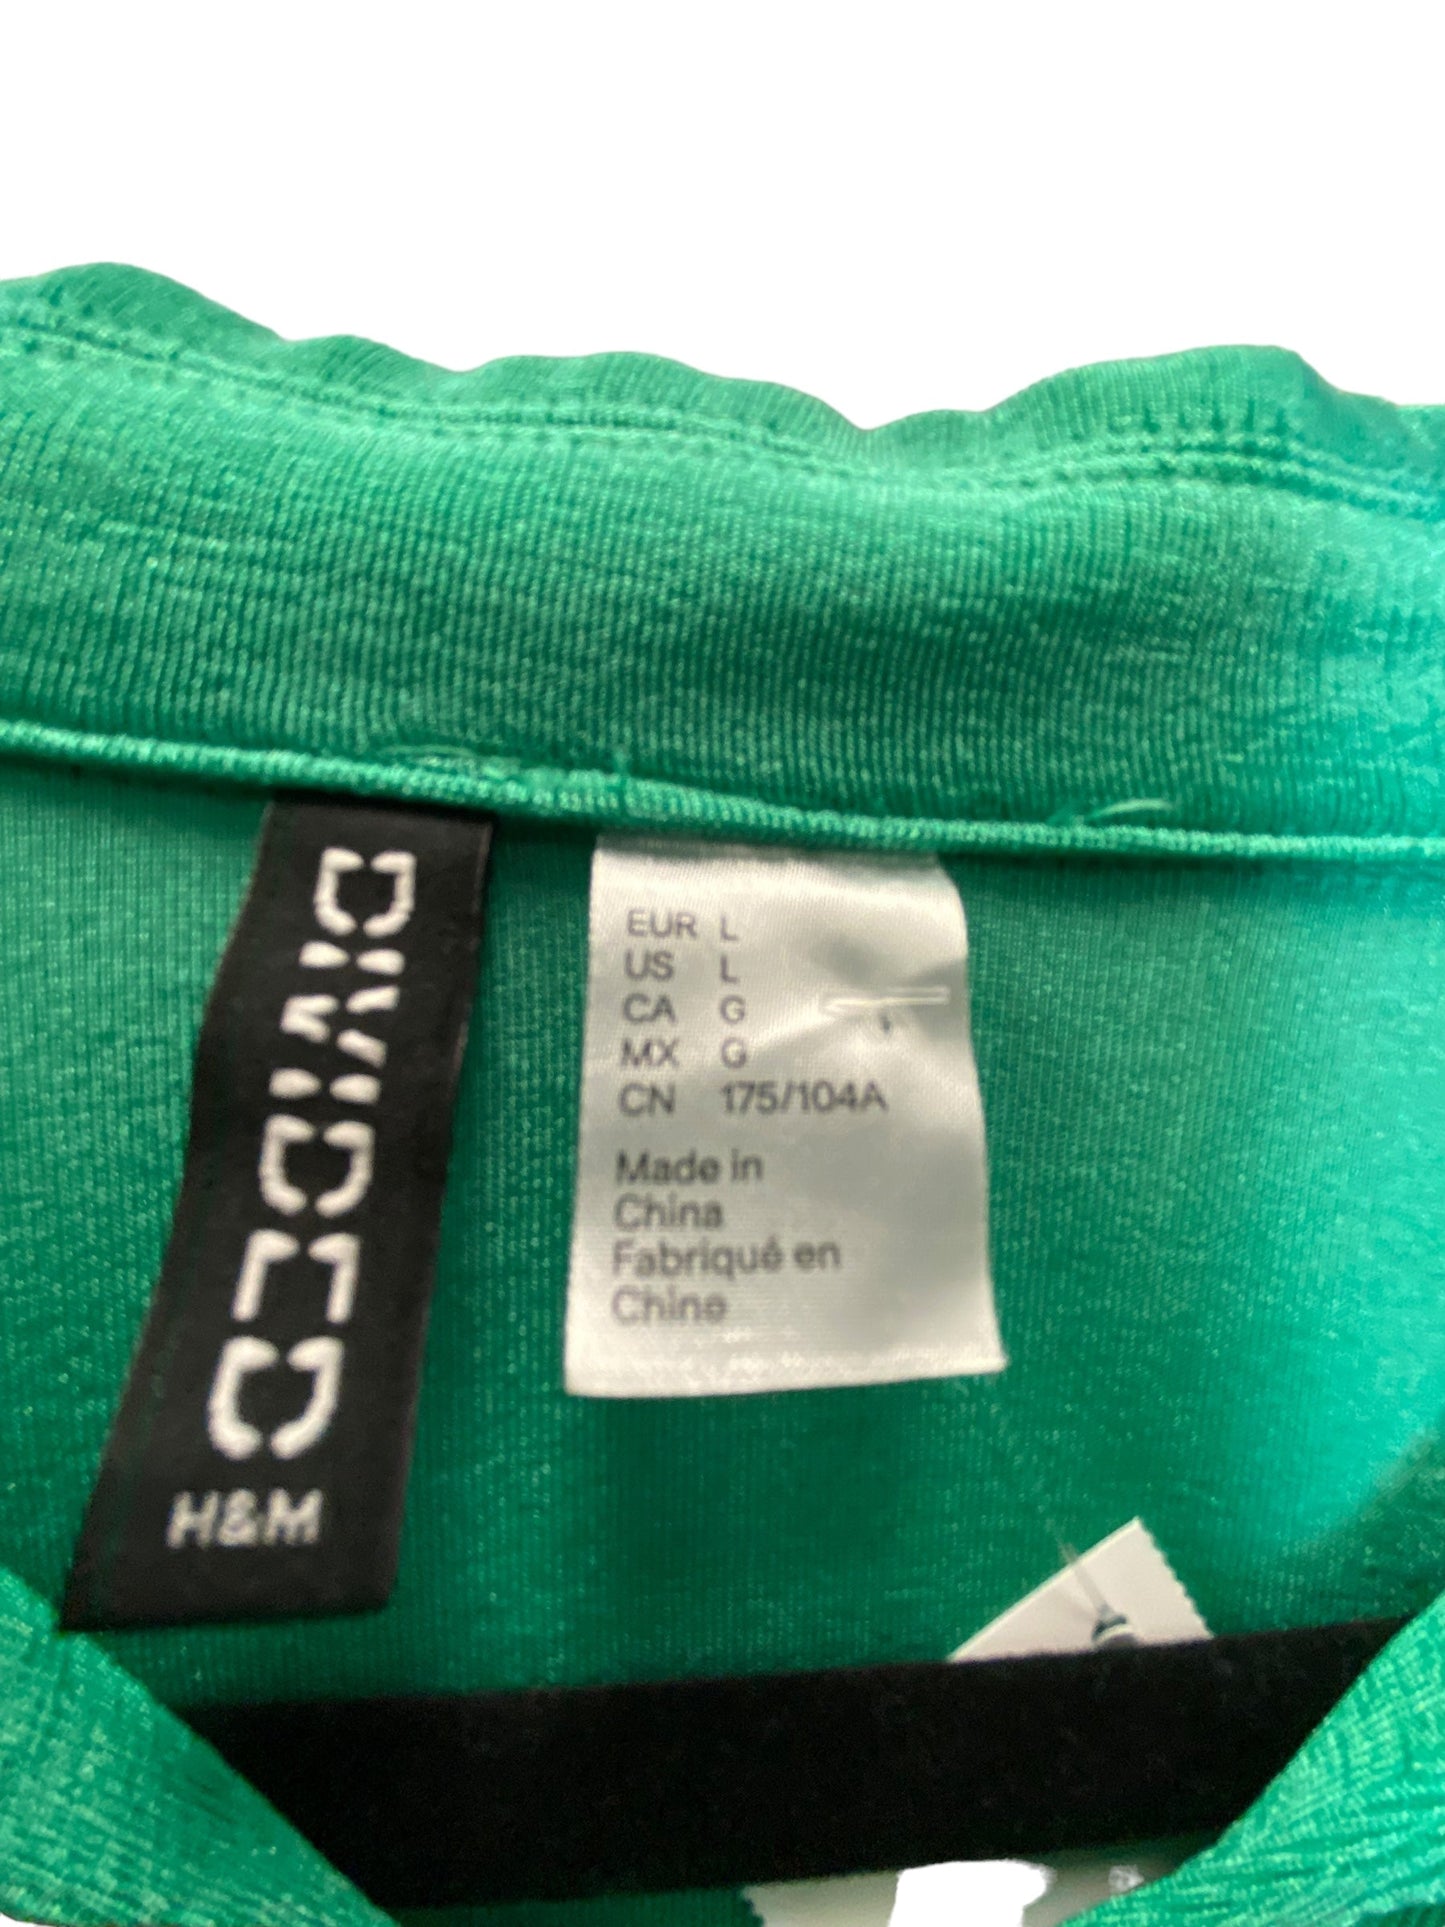 DIVIDED
H&M
EUR L
US L
CA G
MX G
CN 175/104A
Made in
China
Fabriqué en
Chine